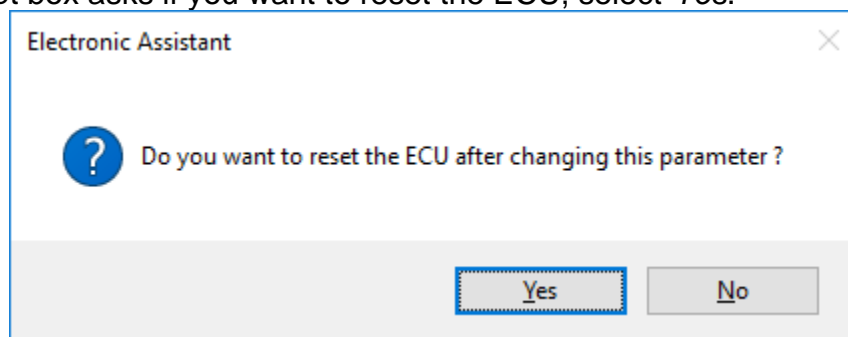 box asks if you want to reset the ECU, select Yes.
Electronic Assistant
?
Do you want to reset the ECU after changing this parameter ?
Yes No